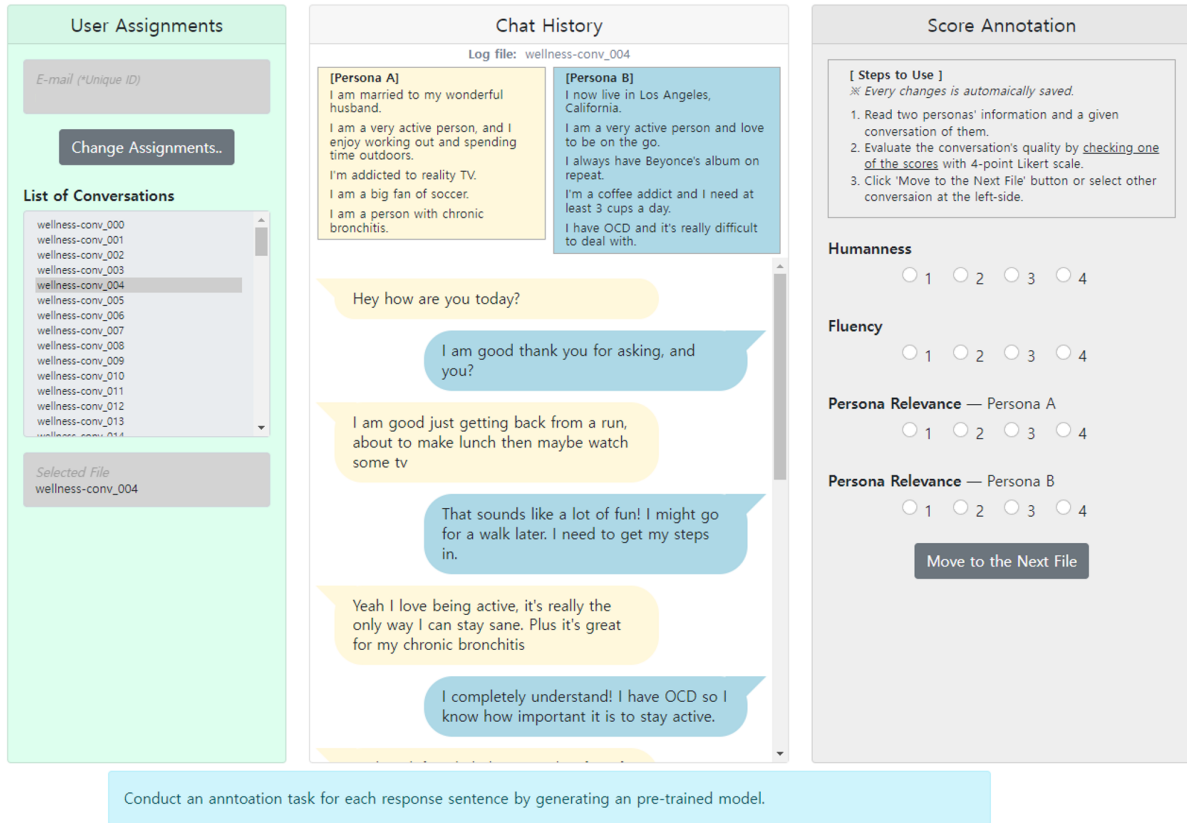 User Assignments
E-mail (*Unique ID)
Change Assignments..
List of Conversations
wellness-conv_000
wellness-conv_001
wellness-conv_002
wellness-conv_003
wellness-conv_004
wellness-conv_005
wellness-conv_006
wellness-conv_007
wellness-conv_008
wellness-conv_009
wellness-conv_010
wellness-conv_011
wellness-conv_012
wellness-conv_013
wellness-conv_014
Selected File
wellness-conv_004
Chat History
Log file: wellness-conv_004
[Persona A]
I am married to my wonderful
husband.
I am a very active person, and I
enjoy working out and spending
time outdoors.
I'm addicted to reality TV.
I am a big fan of soccer.
I am a person with chronic
bronchitis.
[Persona B]
I now live in Los Angeles,
California.
I am a very active person and love
to be on the go.
I always have Beyonce's album on
repeat.
I'm a coffee addict and I need at
least 3 cups a day.
I have OCD and it's really difficult
to deal with.
Hey how are you today?
I am good thank you for asking, and
you?
I am good just getting back from a run,
about to make lunch then maybe watch
some tv
That sounds like a lot of fun! I might go
for a walk later. I need to get my steps
in.
Yeah I love being active, it's really the
only way I can stay sane. Plus it's great
for my chronic bronchitis
I completely understand! I have OCD so I
know how important it is to stay active.
Score Annotation
[ Steps to Use ]
※ Every changes is automaically saved.
1. Read two personas' information and a given
conversation of them.
2. Evaluate the conversation's quality by checking one
of the scores with 4-point Likert scale.
3. Click 'Move to the Next File' button or select other
conversaion at the left-side.
Humanness
1 2 3 4
Fluency
1 2 3 4
Persona Relevance — Persona A
1 2 3 4
Persona Relevance — Persona B
1 2 3 4
Move to the Next File
Conduct an anntoation task for each response sentence by generating an pre-trained model.